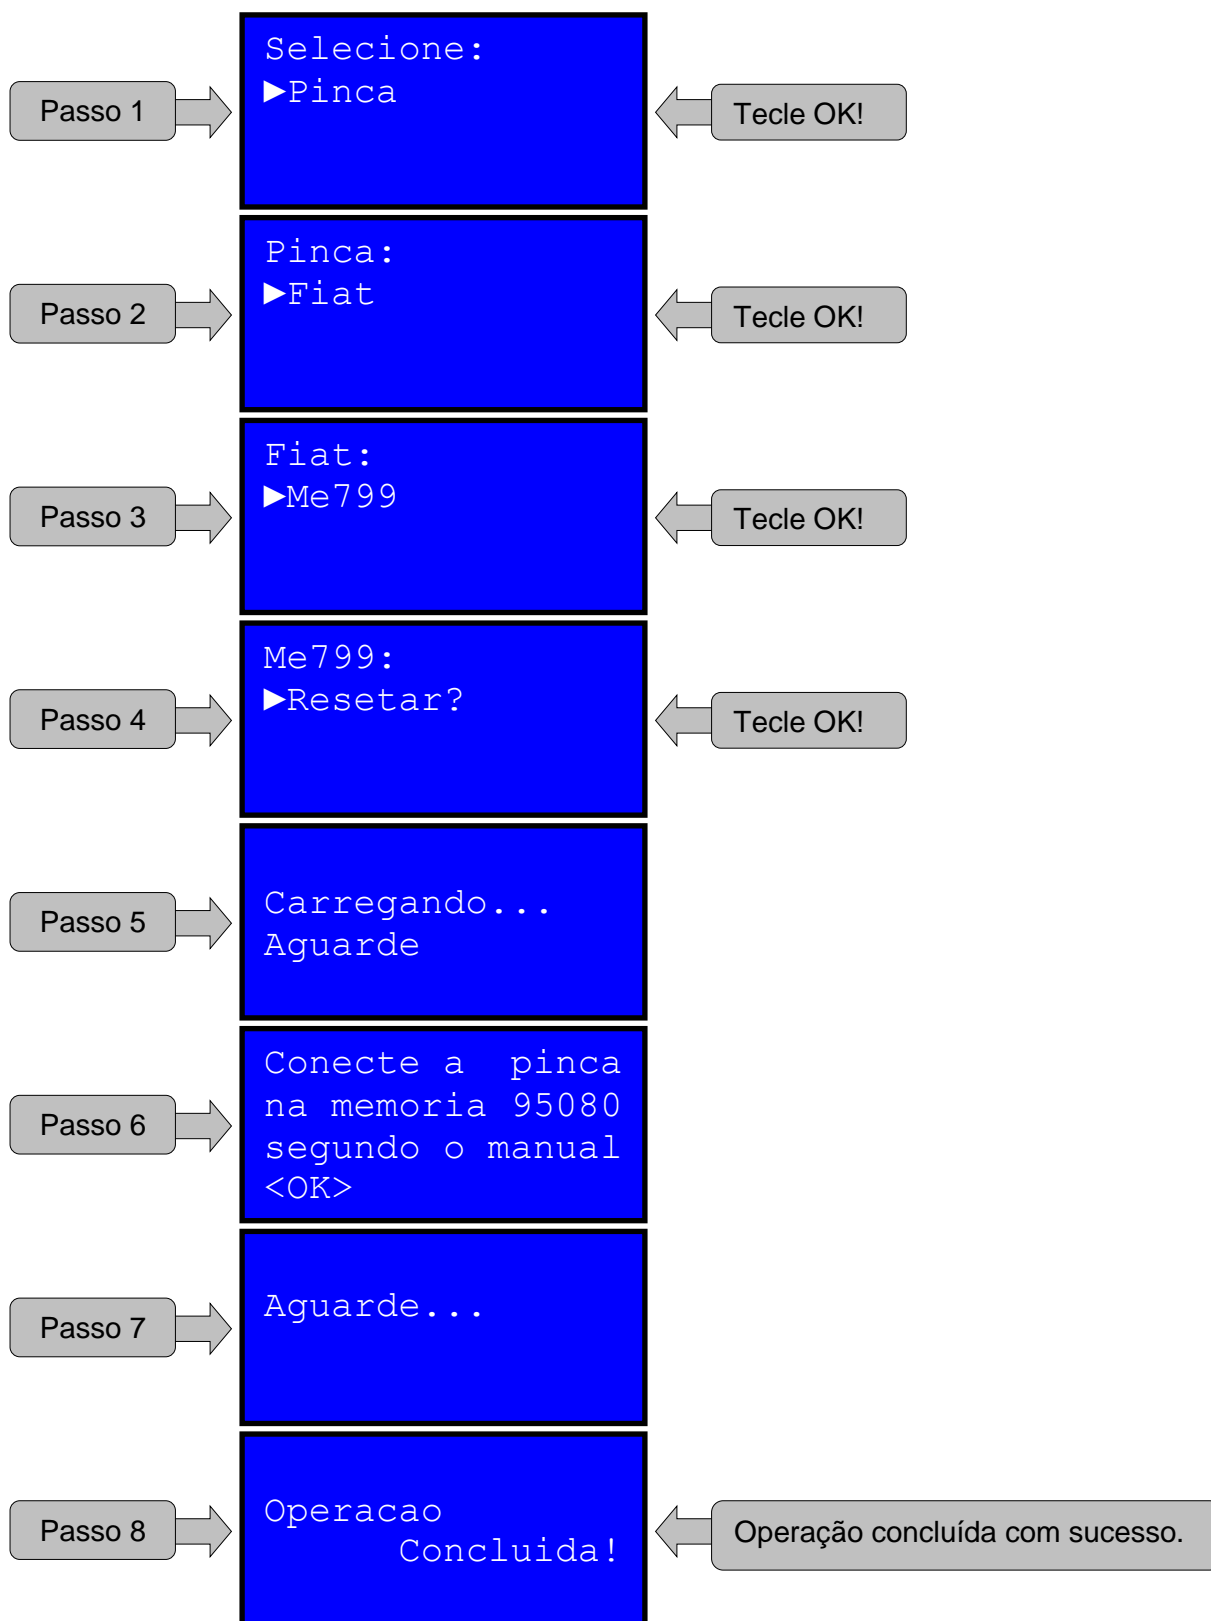 Passo 1
Selecione:
►Pinca
Tecle OK!
Passo 2
Pinca:
►Fiat
Tecle OK!
Passo 3
Fiat:
►Me799
Tecle OK!
Passo 4
Me799:
►Resetar?
Tecle OK!
Passo 5
Carregando...
Aguarde
Passo 6
Conecte a  pinca
na memoria 95080
segundo o manual
<OK>
Passo 7
Aguarde...
Passo 8
Operacao
Concluida!
Operação concluída com sucesso.